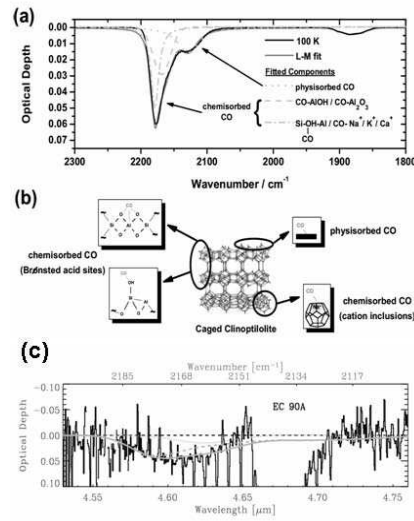 (a)
0.00
0.01
0.02
0.03
0.04
0.05
0.06
0.07
Optical Depth
100 K
L-M fit
Fitted Components
physisorbed CO
CO-AlOH / CO-Al2O3
Si-OH-Al / CO- Na+/ K+/ Ca+
CO
chemisorbed
CO
2300 2200 2100 2000 1900 1800
Wavenumber / cm-1
(b)
chemisorbed CO
(Brønsted acid sites)
physisorbed CO
chemisorbed CO
(cation inclusions)
Caged Clinoptilolite
(c)
Wavenumber [cm-1]
2185 2168 2151 2134 2117
-0.10
-0.05
0.00
0.05
0.10
Optical Depth
EC 90A
4.55 4.60 4.65 4.70 4.75
Wavelength [μm]